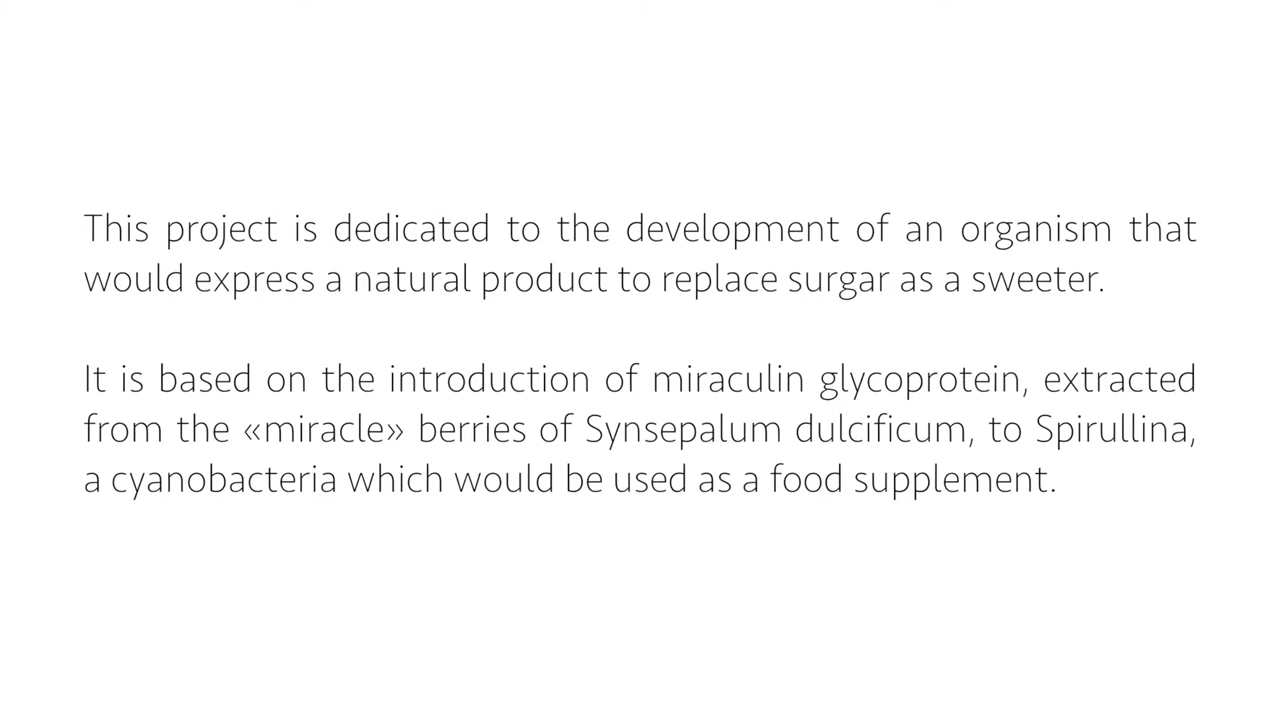 This project is dedicated to the development of an organism that
would express a natural product to replace surgar as a sweeter.
It is based on the introduction of miraculin glycoprotein, extracted
from the «miracle» berries of Synsepalum dulcificum, to Spirullina,
a cyanobacteria which would be used as a food supplement.